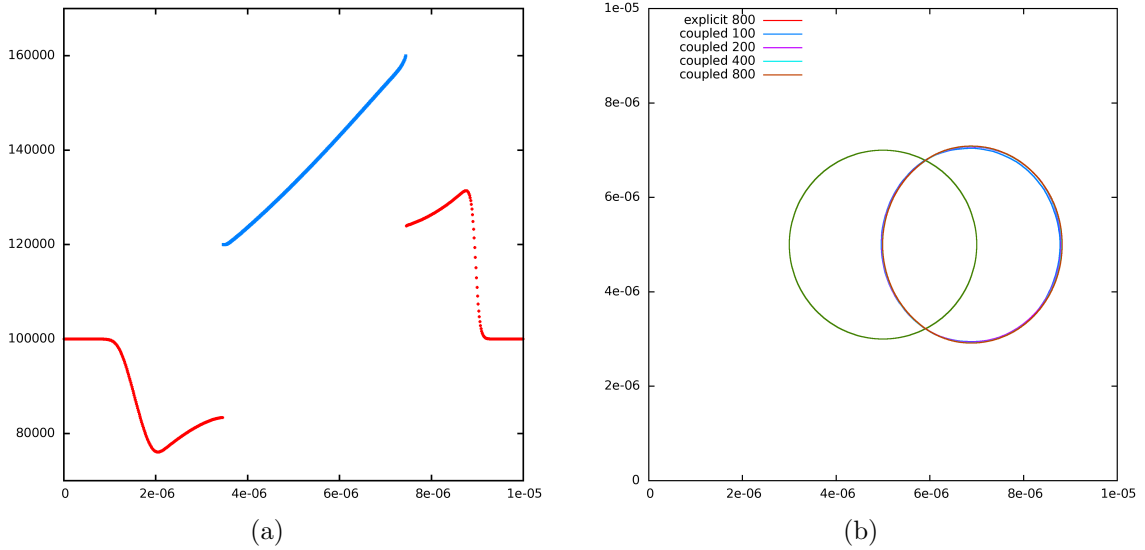 160000
140000
120000
100000
80000
0 2e-06 4e-06 6e-06 8e-06 1e-05
(a)
1e-05
8e-06
6e-06
4e-06
2e-06
0
explicit 800
coupled 100
coupled 200
coupled 400
coupled 800
0 2e-06 4e-06 6e-06 8e-06 1e-05
(b)